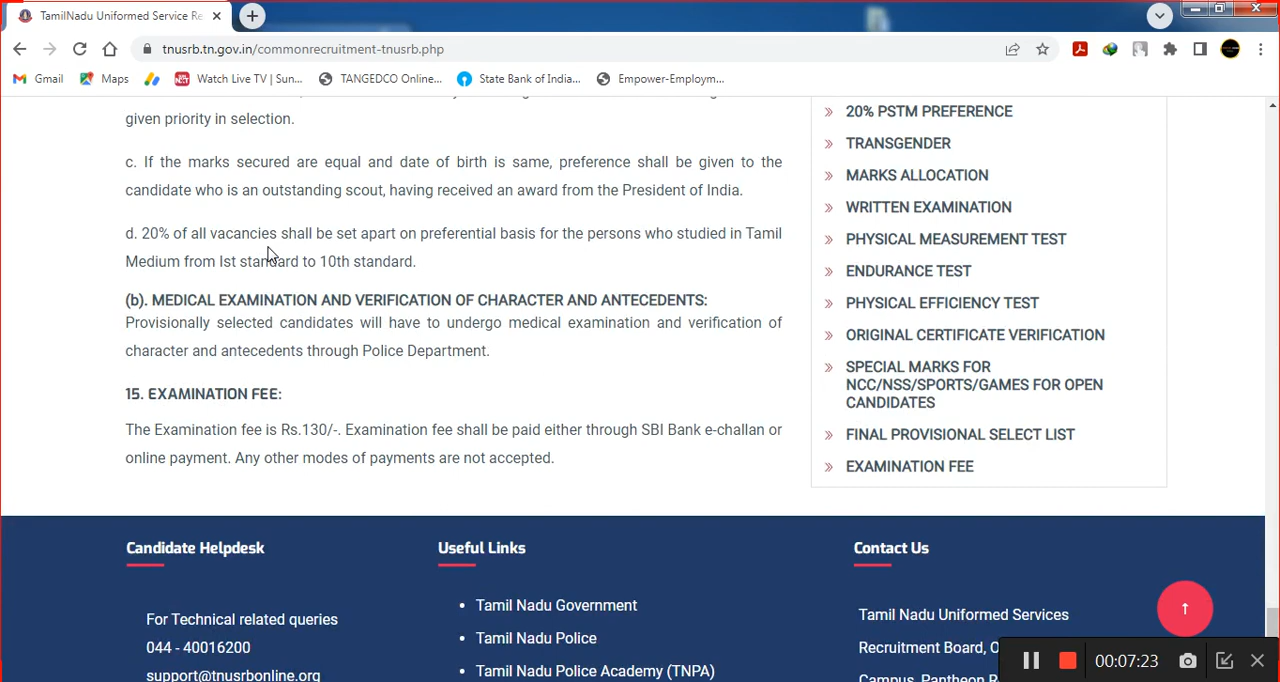 TamilNadu Uniformed Service Re
tnusrb.tn.gov.in/commonrecruitment-tnusrb.php
Gmail
Maps
Watch Live TV | Sun...
TANGEDCO Online...
State Bank of India...
Empower-Employm...
given priority in selection.
c. If the marks secured are equal and date of birth is same, preference shall be given to the
candidate who is an outstanding scout, having received an award from the President of India.
d. 20% of all vacancies shall be set apart on preferential basis for the persons who studied in Tamil
Medium from Ist standard to 10th standard.
(b). MEDICAL EXAMINATION AND VERIFICATION OF CHARACTER AND ANTECEDENTS:
Provisionally selected candidates will have to undergo medical examination and verification of
character and antecedents through Police Department.
15. EXAMINATION FEE:
The Examination fee is Rs.130/-. Examination fee shall be paid either through SBI Bank e-challan or
online payment. Any other modes of payments are not accepted.
20% PSTM PREFERENCE
TRANSGENDER
MARKS ALLOCATION
WRITTEN EXAMINATION
PHYSICAL MEASUREMENT TEST
ENDURANCE TEST
PHYSICAL EFFICIENCY TEST
ORIGINAL CERTIFICATE VERIFICATION
SPECIAL MARKS FOR
NCC/NSS/SPORTS/GAMES FOR OPEN
CANDIDATES
FINAL PROVISIONAL SELECT LIST
EXAMINATION FEE
Candidate Helpdesk
For Technical related queries
044 - 40016200
support@tnusrbonline.org
Useful Links
• Tamil Nadu Government
• Tamil Nadu Police
• Tamil Nadu Police Academy (TNPA)
Contact Us
Tamil Nadu Uniformed Services
Recruitment Board, O
Campus, Pantheon R
00:07:23